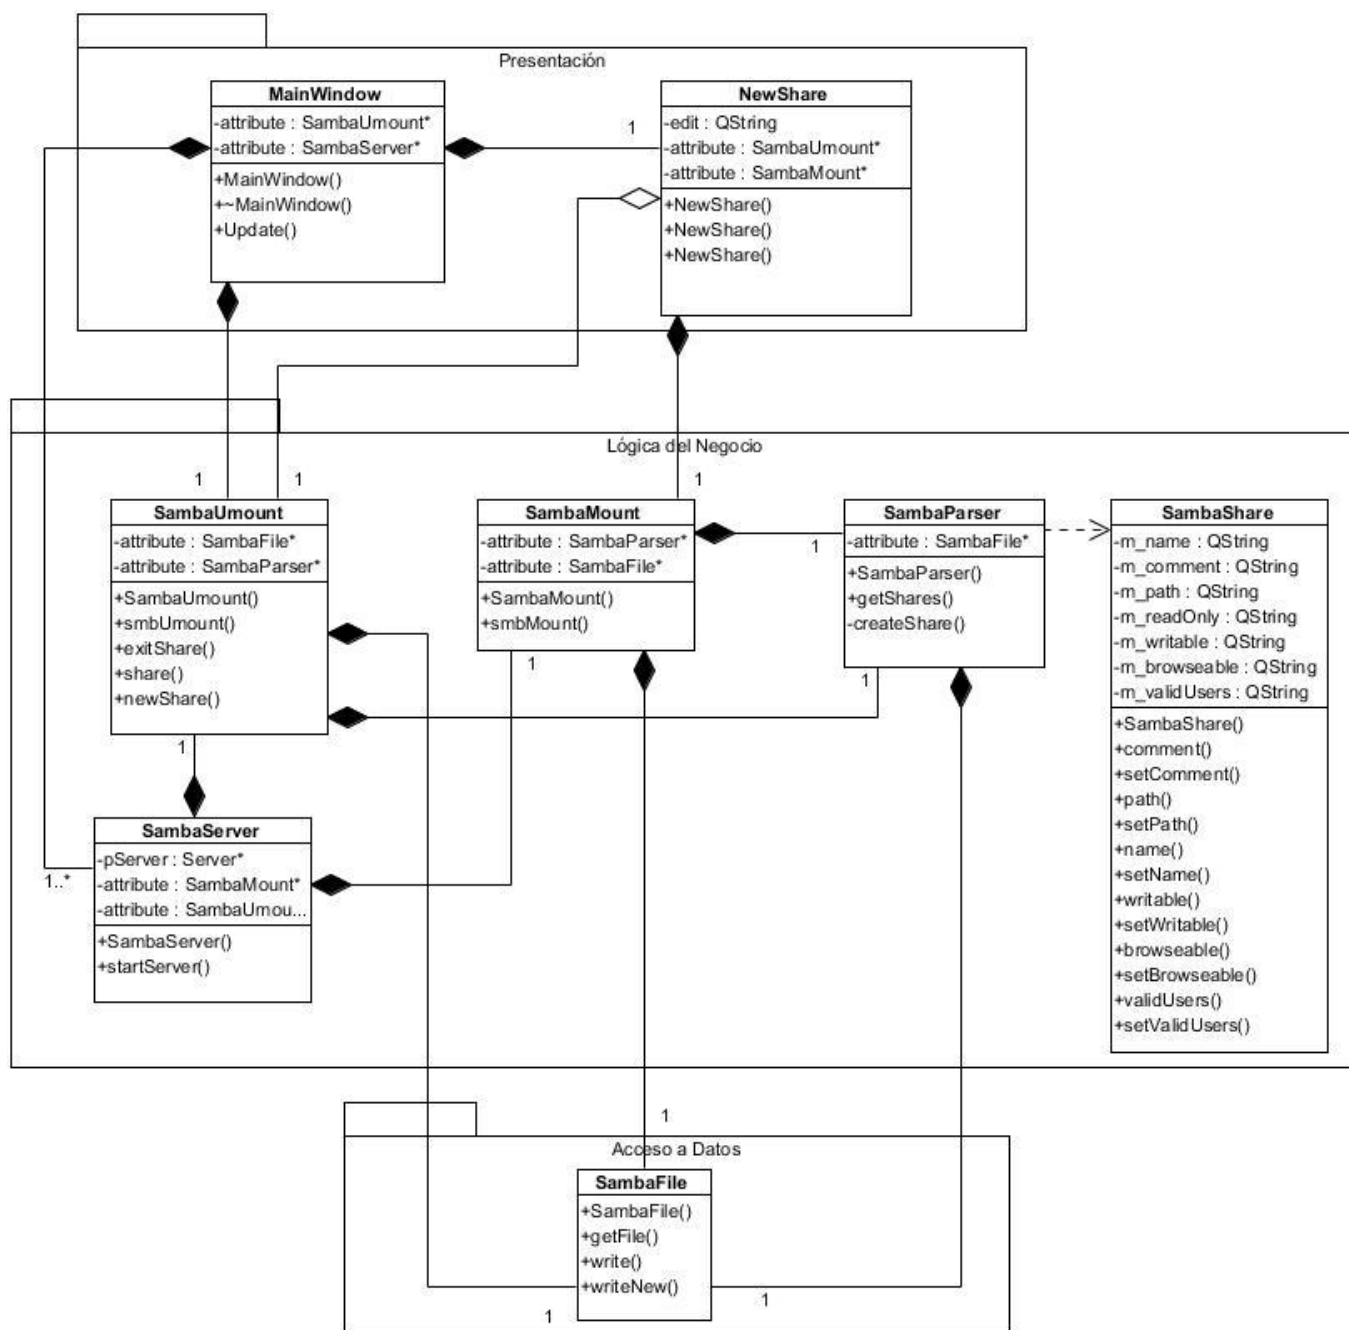 Presentación
MainWindow
-attribute : SambaUmount*
-attribute : SambaServer*
+MainWindow()
+~MainWindow()
+Update()
1
NewShare
-edit : QString
-attribute : SambaUmount*
-attribute : SambaMount*
+NewShare()
+NewShare()
+NewShare()
Lógica del Negocio
1
1
1
SambaUmount
-attribute : SambaFile*
-attribute : SambaParser*
+SambaUmount()
+smbUmount()
+exitShare()
+share()
+newShare()
1
SambaMount
-attribute : SambaParser*
-attribute : SambaFile*
+SambaMount()
+smbMount()
1
1
SambaParser
-attribute : SambaFile*
+SambaParser()
+getShares()
-createShare()
1
SambaShare
-m_name : QString
-m_comment : QString
-m_path : QString
-m_readOnly : QString
-m_writable : QString
-m_browseable : QString
-m_validUsers : QString
+SambaShare()
+comment()
+setComment()
+path()
+setPath()
+name()
+setName()
+writable()
+setWritable()
+browseable()
+setBrowseable()
+validUsers()
+setValidUsers()
SambaServer
-pServer : Server*
-attribute : SambaMount*
-attribute : SambaUmou...
+SambaServer()
+startServer()
1..*
1
Acceso a Datos
SambaFile
+SambaFile()
+getFile()
+write()
+writeNew()
1
1